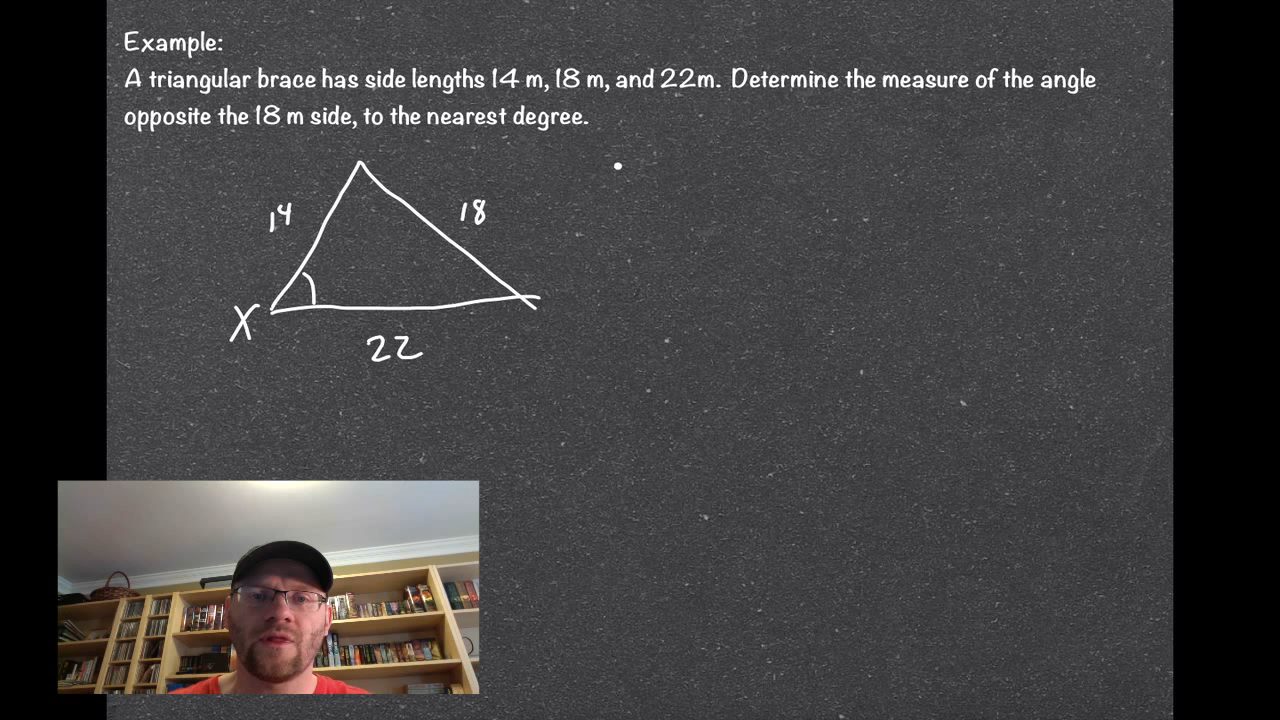 Example:
A triangular brace has side lengths 14 m, 18 m, and 22m. Determine the measure of the angle
opposite the 18 m side, to the nearest degree.
14
18
X
22